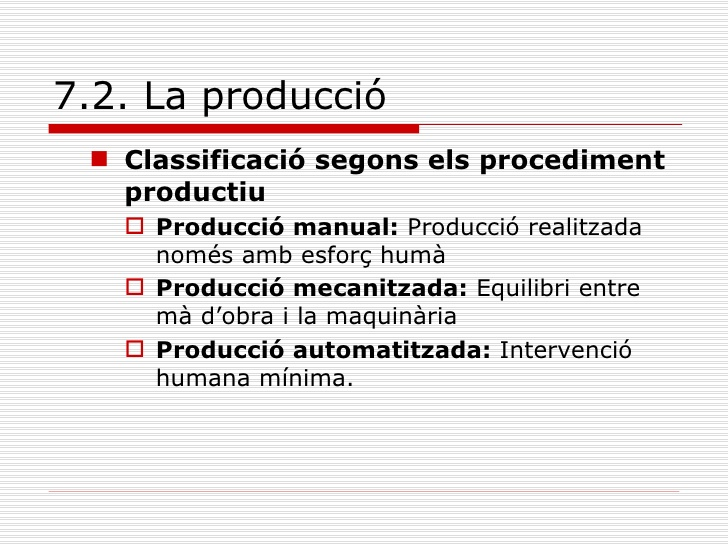 7.2. La producció
Classificació segons els procediment
productiu
Producció manual: Producció realitzada
només amb esforç humà
Producció mecanitzada: Equilibri entre
mà d’obra i la maquinària
Producció automatitzada: Intervenció
humana mínima.